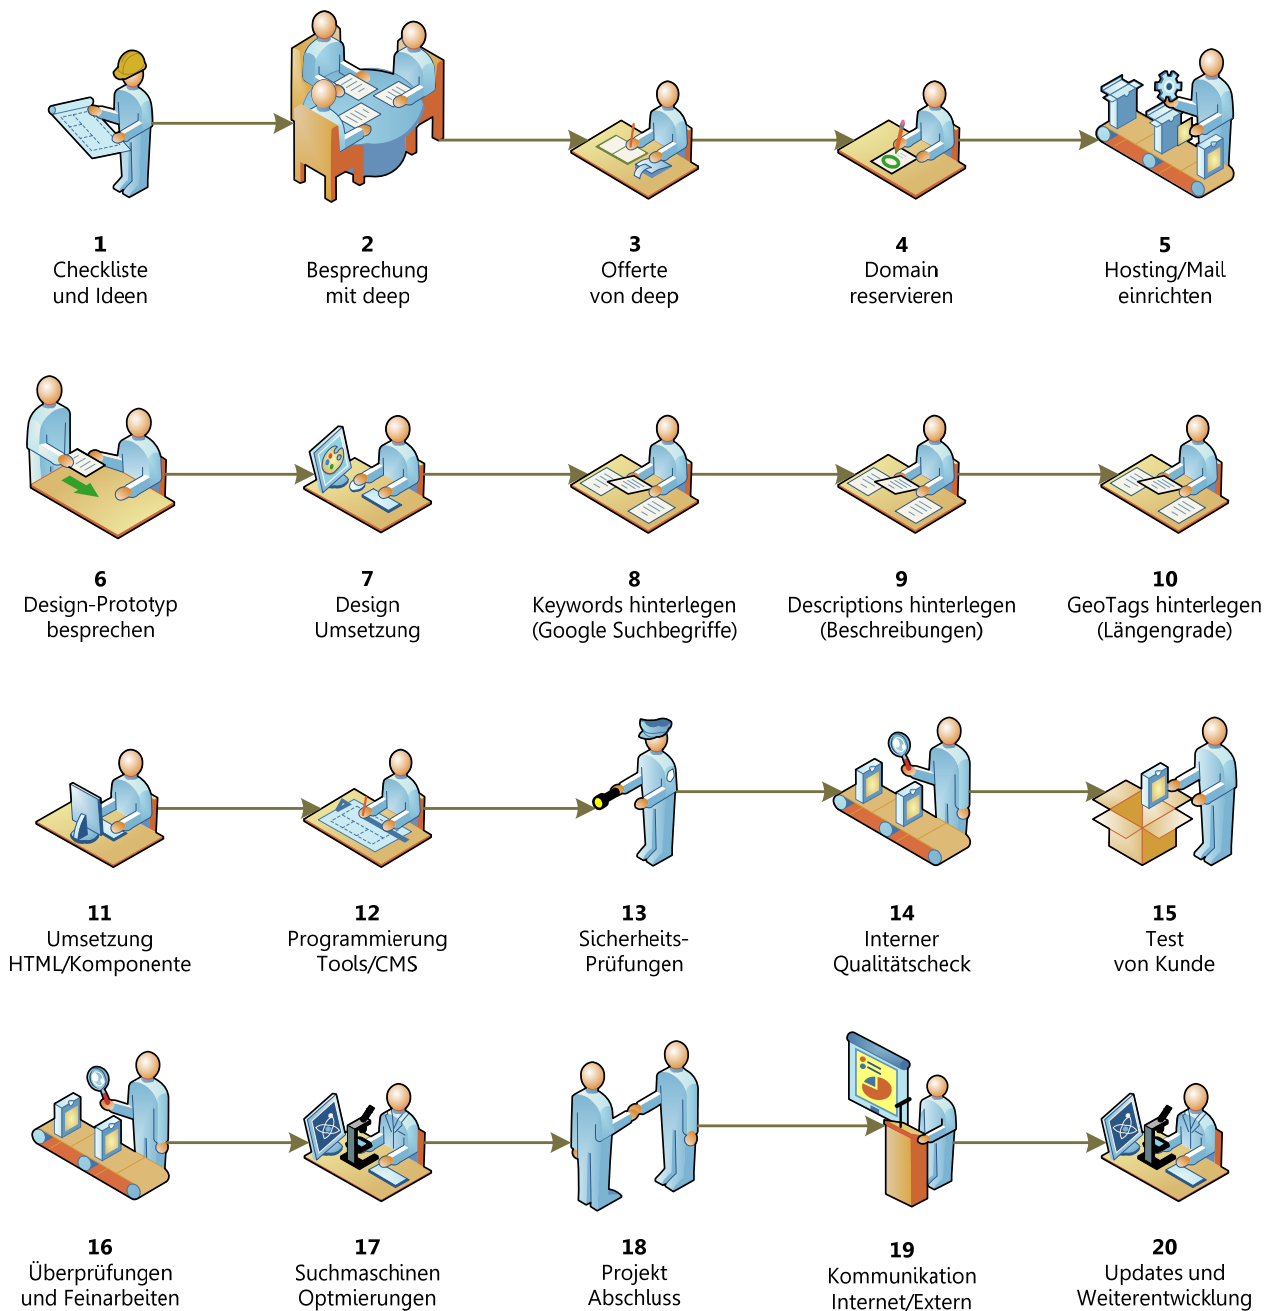 1
Checkliste
und Ideen
2
Besprechung
mit deep
3
Offerte
von deep
4
Domain
reservieren
5
Hosting/Mail
einrichten
6
Design-Prototyp
besprechen
7
Design
Umsetzung
8
Keywords hinterlegen
(Google Suchbegriffe)
9
Descriptions hinterlegen
(Beschreibungen)
10
GeoTags hinterlegen
(Längengrade)
11
Umsetzung
HTML/Komponente
12
Programmierung
Tools/CMS
13
Sicherheits-
Prüfungen
14
Interner
Qualitätscheck
15
Test
von Kunde
16
Überprüfungen
und Feinarbeiten
17
Suchmaschinen
Optmierungen
18
Projekt
Abschluss
19
Kommunikation
Internet/Extern
20
Updates und
Weiterentwicklung